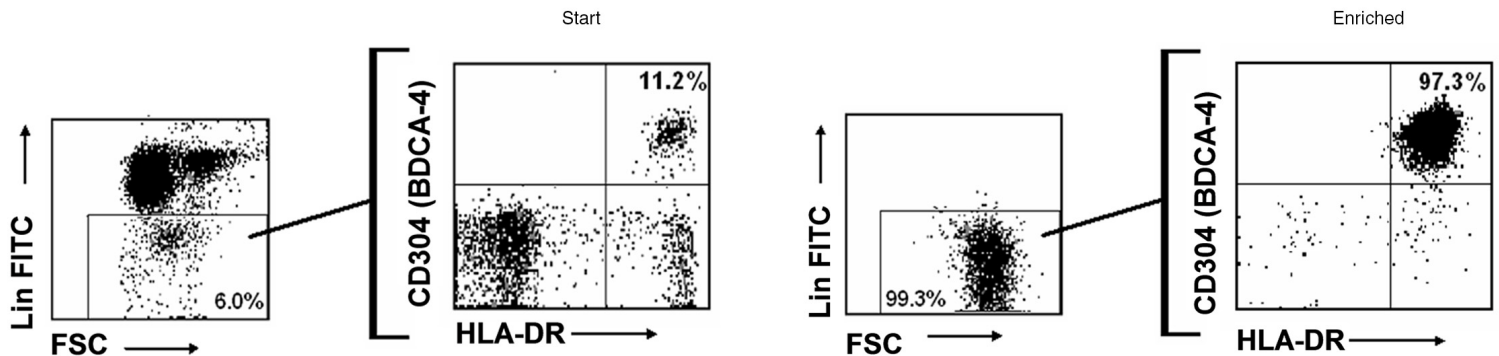 Start
Enriched
Lin FITC
6.0%
FSC
CD304 (BDCA-4)
11.2%
HLA-DR
Lin FITC
99.3%
FSC
CD304 (BDCA-4)
97.3%
HLA-DR